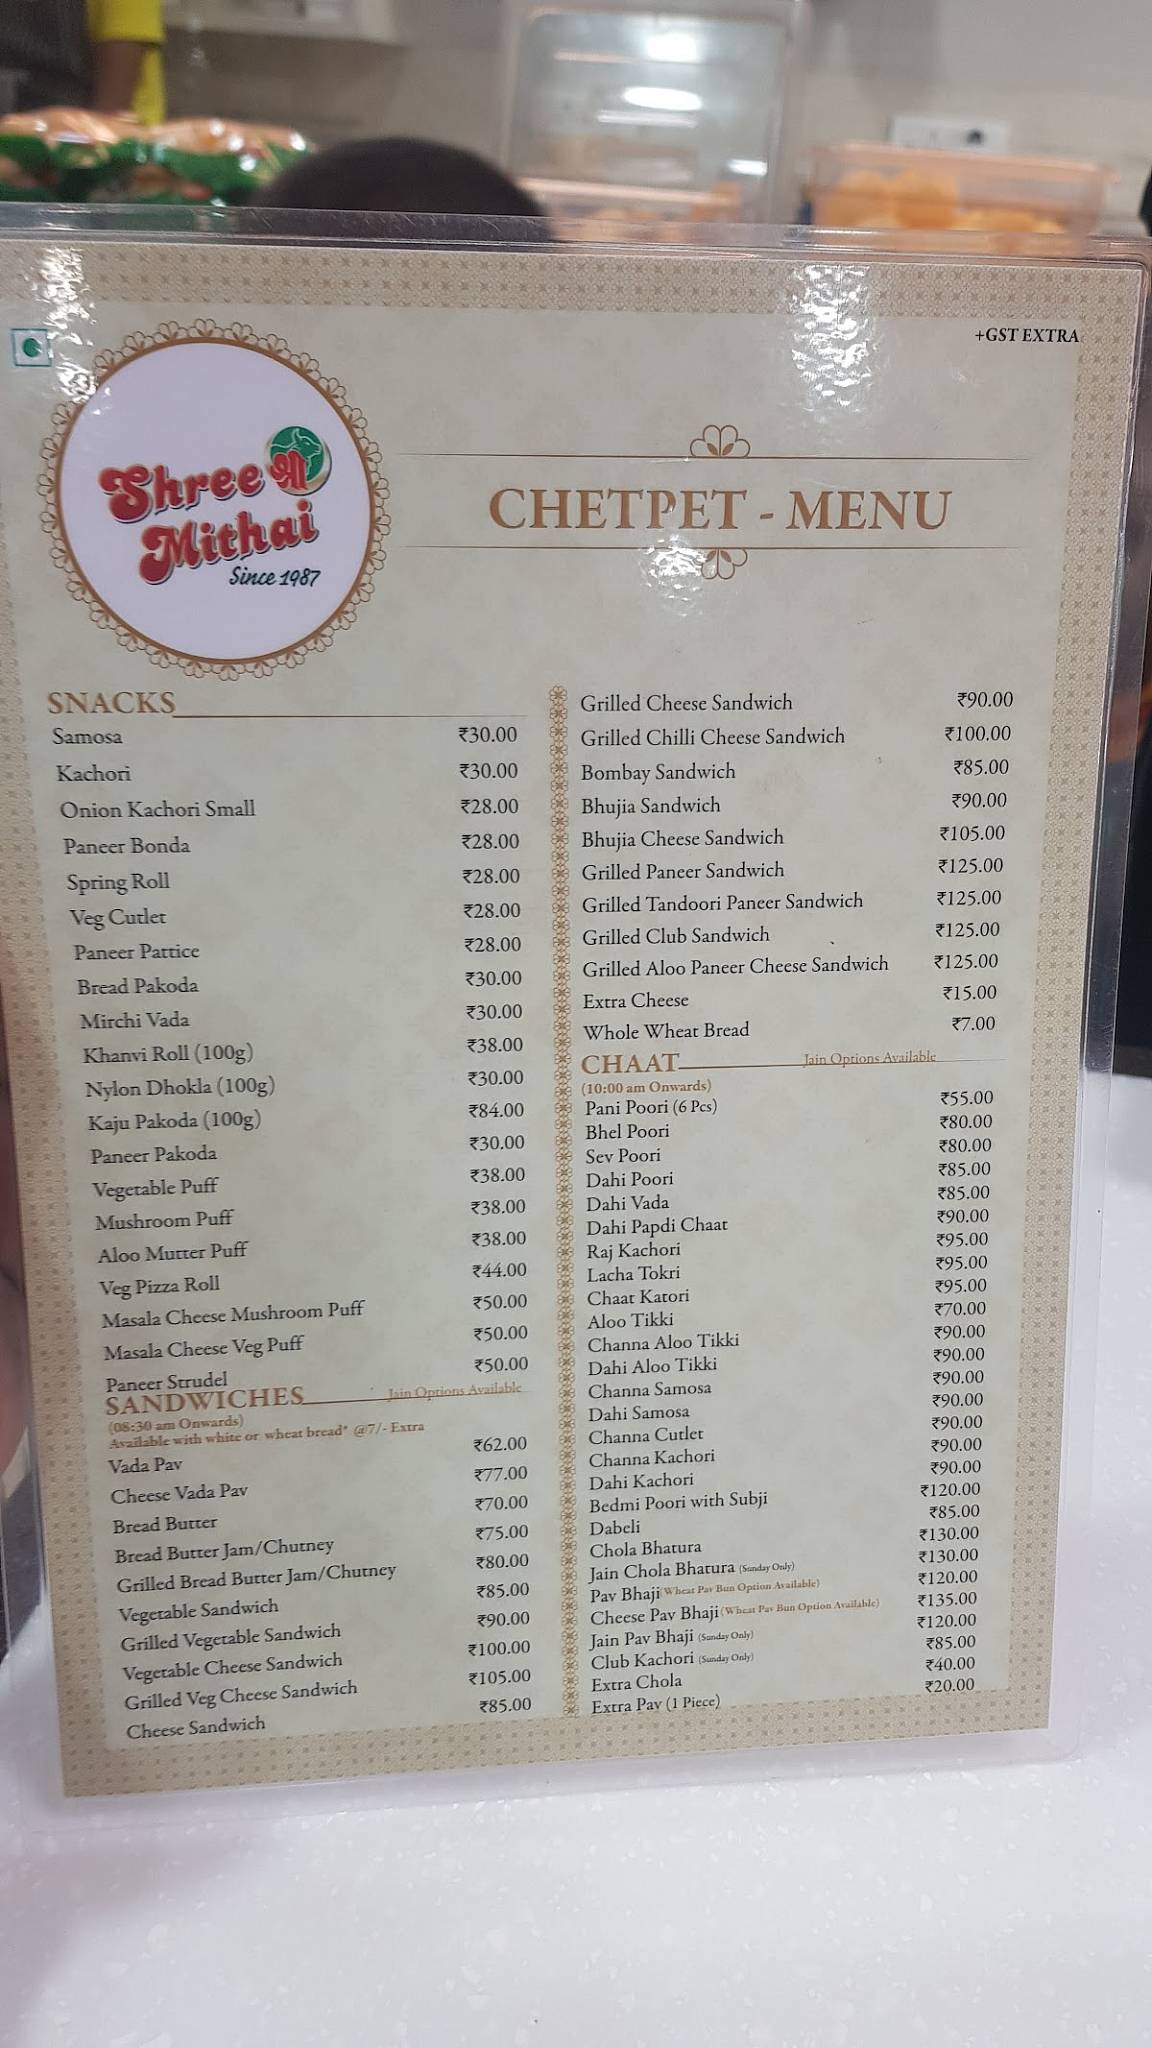 +GST EXTRA
Shree श्री
Mithai
Since 1987
CHETPET - MENU
SNACKS
Samosa ₹30.00
Kachori ₹30.00
Onion Kachori Small ₹28.00
Paneer Bonda ₹28.00
Spring Roll ₹28.00
Veg Cutlet ₹28.00
Paneer Pattice ₹28.00
Bread Pakoda ₹30.00
Mirchi Vada ₹30.00
Khanvi Roll (100g) ₹38.00
Nylon Dhokla (100g) ₹30.00
Kaju Pakoda (100g) ₹84.00
Paneer Pakoda ₹30.00
Vegetable Puff ₹38.00
Mushroom Puff ₹38.00
Aloo Mutter Puff ₹38.00
Veg Pizza Roll ₹44.00
Masala Cheese Mushroom Puff ₹50.00
Masala Cheese Veg Puff ₹50.00
Paneer Strudel ₹50.00
SANDWICHES Jain Options Available
(08:30 am Onwards)
Available with white or wheat bread* @7/- Extra
Vada Pav ₹62.00
Cheese Vada Pav ₹77.00
Bread Butter ₹70.00
Bread Butter Jam/Chutney ₹75.00
Grilled Bread Butter Jam/Chutney ₹80.00
Vegetable Sandwich ₹85.00
Grilled Vegetable Sandwich ₹90.00
Vegetable Cheese Sandwich ₹100.00
Grilled Veg Cheese Sandwich ₹105.00
Cheese Sandwich ₹85.00
Grilled Cheese Sandwich ₹90.00
Grilled Chilli Cheese Sandwich ₹100.00
Bombay Sandwich ₹85.00
Bhujia Sandwich ₹90.00
Bhujia Cheese Sandwich ₹105.00
Grilled Paneer Sandwich ₹125.00
Grilled Tandoori Paneer Sandwich ₹125.00
Grilled Club Sandwich ₹125.00
Grilled Aloo Paneer Cheese Sandwich ₹125.00
Extra Cheese ₹15.00
Whole Wheat Bread ₹7.00
CHAAT Jain Options Available
(10:00 am Onwards)
Pani Poori (6 Pcs) ₹55.00
Bhel Poori ₹80.00
Sev Poori ₹80.00
Dahi Poori ₹85.00
Dahi Vada ₹85.00
Dahi Papdi Chaat ₹90.00
Raj Kachori ₹95.00
Lacha Tokri ₹95.00
Chaat Katori ₹95.00
Aloo Tikki ₹70.00
Channa Aloo Tikki ₹90.00
Dahi Aloo Tikki ₹90.00
Channa Samosa ₹90.00
Dahi Samosa ₹90.00
Channa Cutlet ₹90.00
Channa Kachori ₹90.00
Dahi Kachori ₹90.00
Bedmi Poori with Subji ₹120.00
Dabeli ₹85.00
Chola Bhatura ₹130.00
Jain Chola Bhatura (Sunday Only) ₹130.00
Pav Bhaji (Wheat Pav Bun Option Available) ₹120.00
Cheese Pav Bhaji (Wheat Pav Bun Option Available) ₹135.00
Jain Pav Bhaji (Sunday Only) ₹120.00
Club Kachori (Sunday Only) ₹85.00
Extra Chola ₹40.00
Extra Pav (1 Piece) ₹20.00